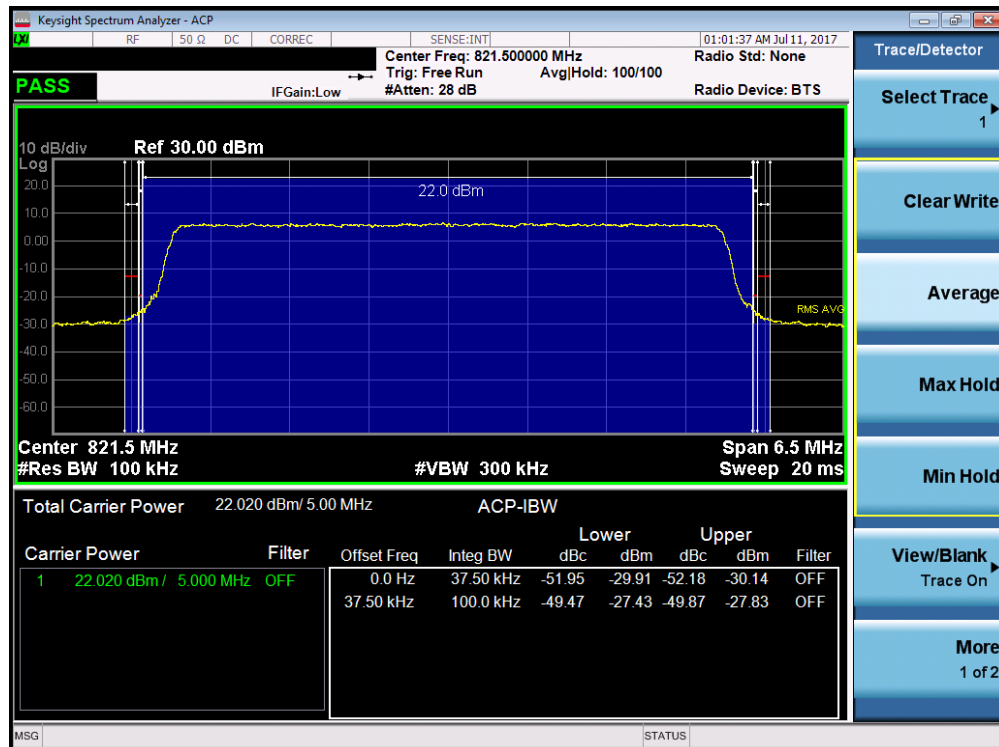 Keysight Spectrum Analyzer - ACP
LXI RF 50 Ω DC CORREC SENSE:INT 01:01:37 AM Jul 11, 2017
Center Freq: 821.500000 MHz Radio Std: None
Trig: Free Run Avg|Hold: 100/100
PASS IFGain:Low #Atten: 28 dB Radio Device: BTS
10 dB/div Ref 30.00 dBm
Log
20.0
10.0
0.00
-10.0
-20.0
-30.0
-40.0
-50.0
-60.0
22.0 dBm
RMS AVG
Center 821.5 MHz Span 6.5 MHz
#Res BW 100 kHz #VBW 300 kHz Sweep 20 ms
Total Carrier Power 22.020 dBm/ 5.00 MHz ACP-IBW
Lower Upper
Carrier Power Filter Offset Freq Integ BW dBc dBm dBc dBm Filter
1 22.020 dBm / 5.000 MHz OFF 0.0 Hz 37.50 kHz -51.95 -29.91 -52.18 -30.14 OFF
37.50 kHz 100.0 kHz -49.47 -27.43 -49.87 -27.83 OFF
MSG STATUS
Trace/Detector
Select Trace
1
Clear Write
Average
Max Hold
Min Hold
View/Blank
Trace On
More
1 of 2